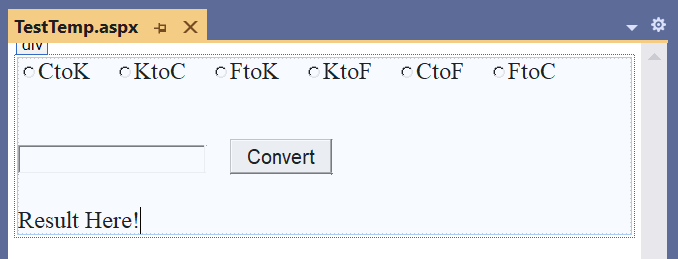 TestTemp.aspx
div
CtoK KtoC FtoK KtoF CtoF FtoC
Convert
Result Here!